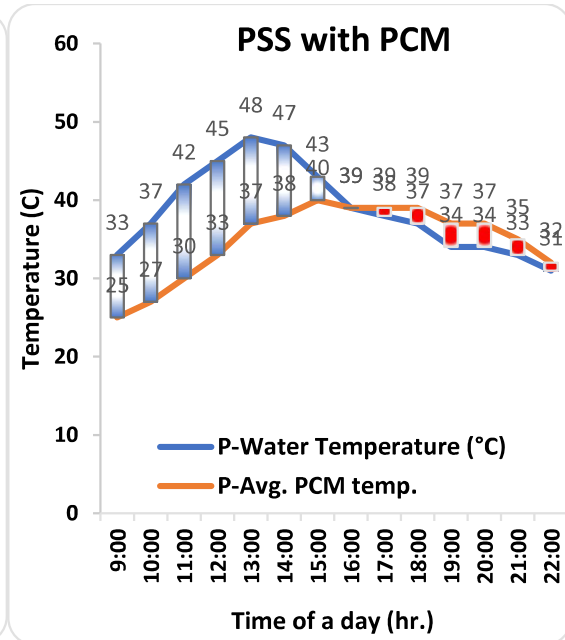 PSS with PCM
60
50
40
30
20
10
0
Temperature (C)
33 37 42 45 48 47 43 39 38 37 34 34 33 31
25 27 30 33 37 38 40 39 39 39 37 37 35 32
P-Water Temperature (°C)
P-Avg. PCM temp.
9:00 10:00 11:00 12:00 13:00 14:00 15:00 16:00 17:00 18:00 19:00 20:00 21:00 22:00
Time of a day (hr.)